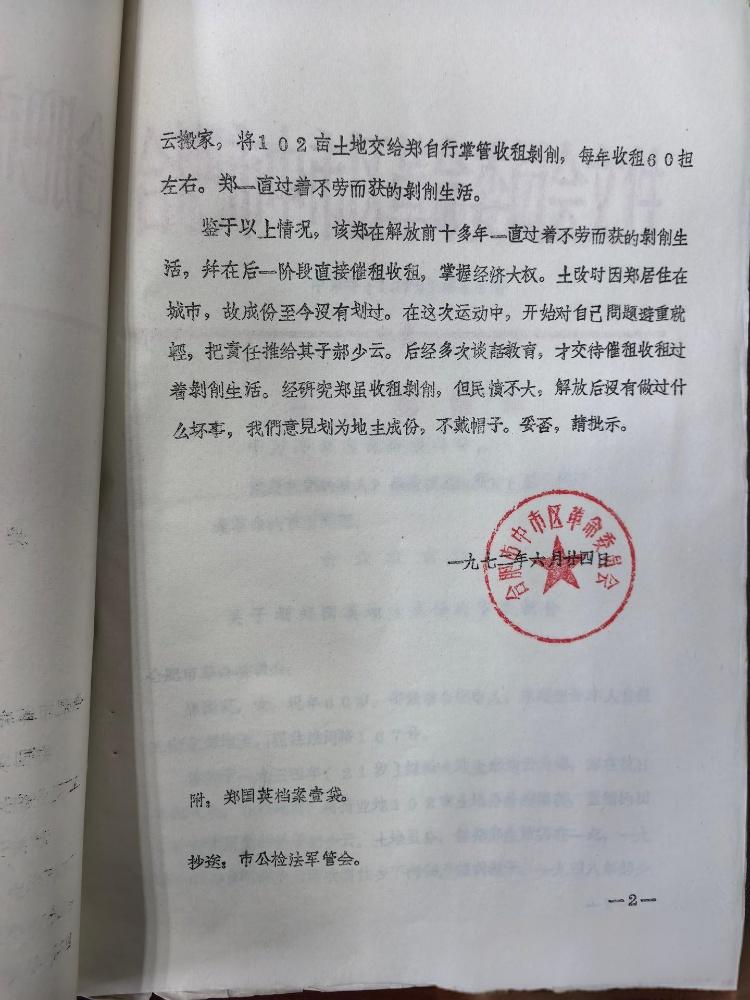 云搬家，将102亩土地交给郑自行掌管收租剥削，每年收租60担
左右。郑一直过着不劳而获的剥削生活。
鉴于以上情况，该郑在解放前十多年一直过着不劳而获的剥削生
活，并在后一阶段直接催租收租，掌握经济大权。土改时因郑居住在
城市，故成份至今没有划过。在这次运动中，开始对自己問題避重就
輕，把责任推给其子郝少云。后经多次谈話敎育，才交待催租收租过
着剥削生活。经研究郑虽收租剥削，但民愤不大，解放后没有做过什
么坏事，我們意見划为地主成份，不戴帽子。妥否，請批示。
合肥市中市区革命委员会
一九七二年六月廿四日
附：郑国英档案壹袋。
抄送：市公检法军管会。
—2—